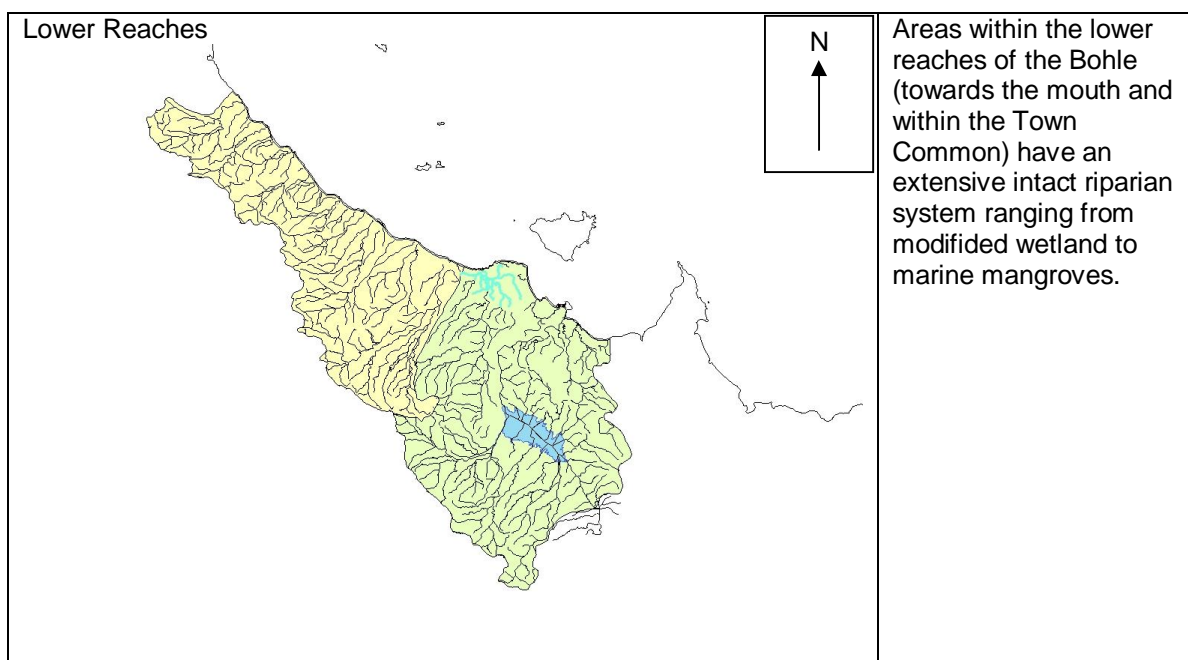 Lower Reaches
N
Areas within the lower
reaches of the Bohle
(towards the mouth and
within the Town
Common) have an
extensive intact riparian
system ranging from
modifided wetland to
marine mangroves.